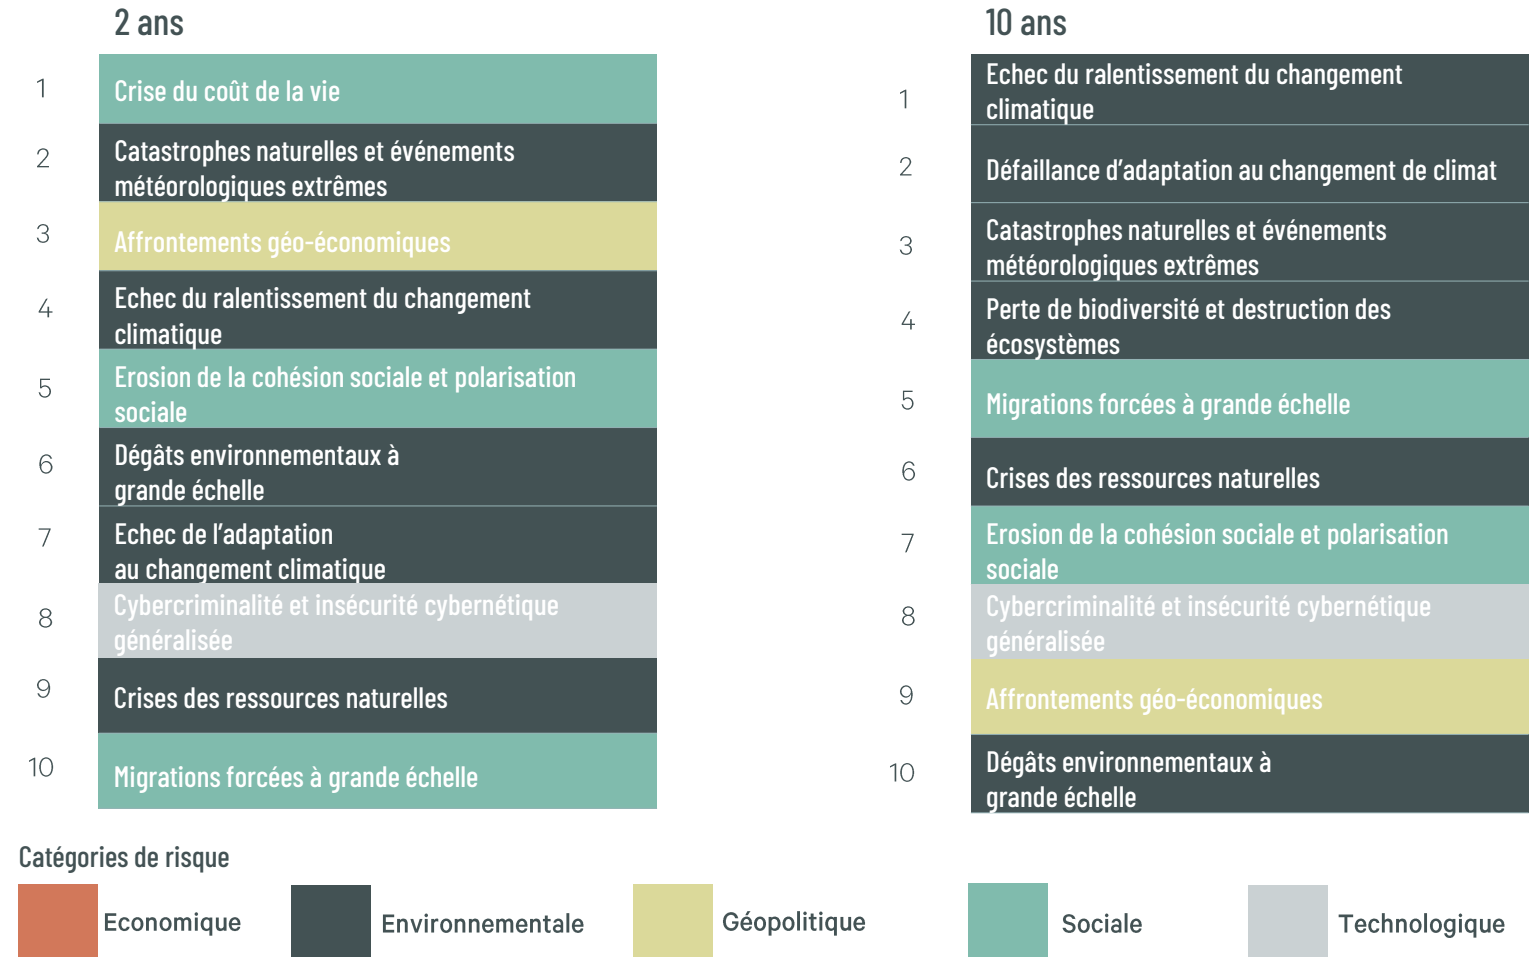 2 ans
1
Crise du coût de la vie
2
Catastrophes naturelles et événements
météorologiques extrêmes
3
Affrontements géo-économiques
4
Echec du ralentissement du changement
climatique
5
Erosion de la cohésion sociale et polarisation
sociale
6
Dégâts environnementaux à
grande échelle
7
Echec de l’adaptation
au changement climatique
8
Cybercriminalité et insécurité cybernétique
généralisée
9
Crises des ressources naturelles
10
Migrations forcées à grande échelle
10 ans
1
Echec du ralentissement du changement
climatique
2
Défaillance d’adaptation au changement de climat
3
Catastrophes naturelles et événements
météorologiques extrêmes
4
Perte de biodiversité et destruction des
écosystèmes
5
Migrations forcées à grande échelle
6
Crises des ressources naturelles
7
Erosion de la cohésion sociale et polarisation
sociale
8
Cybercriminalité et insécurité cybernétique
généralisée
9
Affrontements géo-économiques
10
Dégâts environnementaux à
grande échelle
Catégories de risque
Economique
Environnementale
Géopolitique
Sociale
Technologique